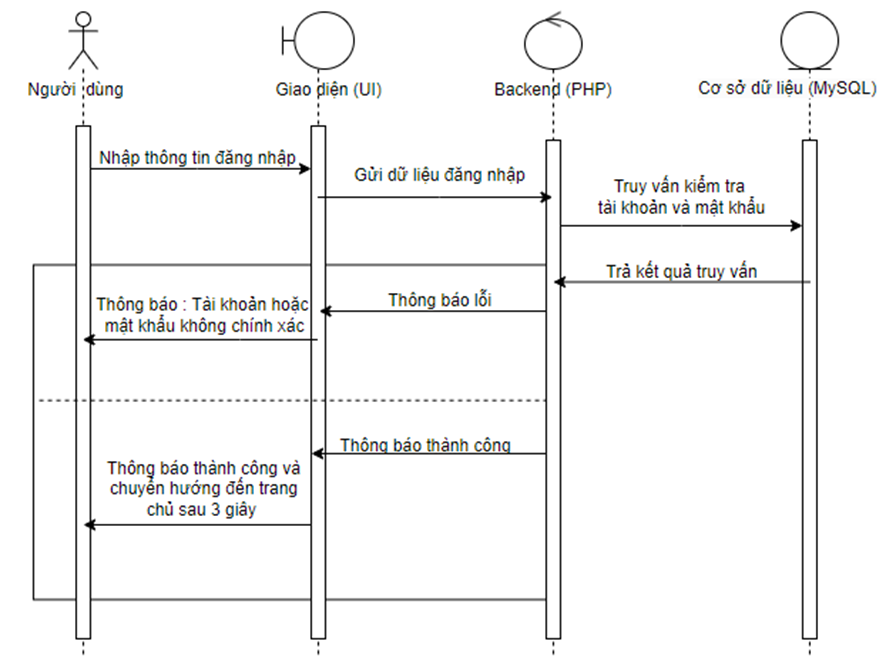 Người dùng
Giao diện (UI)
Backend (PHP)
Cơ sở dữ liệu (MySQL)
Nhập thông tin đăng nhập
Gửi dữ liệu đăng nhập
Truy vấn kiểm tra
tài khoản và mật khẩu
Trả kết quả truy vấn
Thông báo lỗi
Thông báo : Tài khoản hoặc
mật khẩu không chính xác
Thông báo thành công
Thông báo thành công và
chuyển hướng đến trang
chủ sau 3 giây